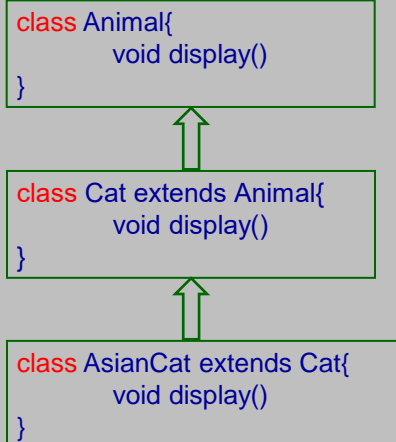 class Animal{
void display()
}
class Cat extends Animal{
void display()
}
class AsianCat extends Cat{
void display()
}